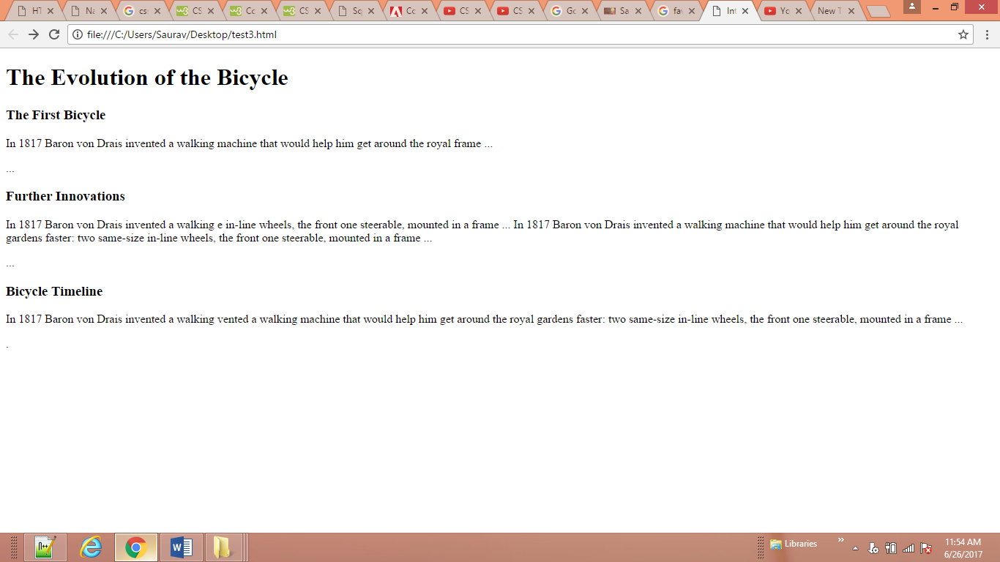 HT
Na
cs
CS
Co
CS
Sq
Cc
CS
CS
Go
Sa
fav
Int
Yo
New T
file:///C:/Users/Saurav/Desktop/test3.html
The Evolution of the Bicycle
The First Bicycle
In 1817 Baron von Drais invented a walking machine that would help him get around the royal frame ...
...
Further Innovations
In 1817 Baron von Drais invented a walking e in-line wheels, the front one steerable, mounted in a frame ... In 1817 Baron von Drais invented a walking machine that would help him get around the royal
gardens faster: two same-size in-line wheels, the front one steerable, mounted in a frame ...
...
Bicycle Timeline
In 1817 Baron von Drais invented a walking vented a walking machine that would help him get around the royal gardens faster: two same-size in-line wheels, the front one steerable, mounted in a frame ...
.
Libraries
11:54 AM
6/26/2017